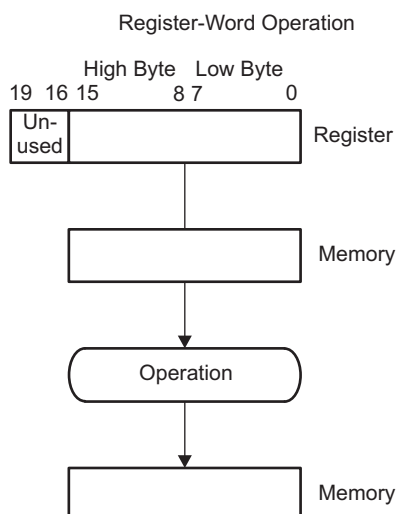 Register-Word Operation
High Byte Low Byte
19 16 15 8 7 0
Un-
used
Register
Memory
Operation
Memory